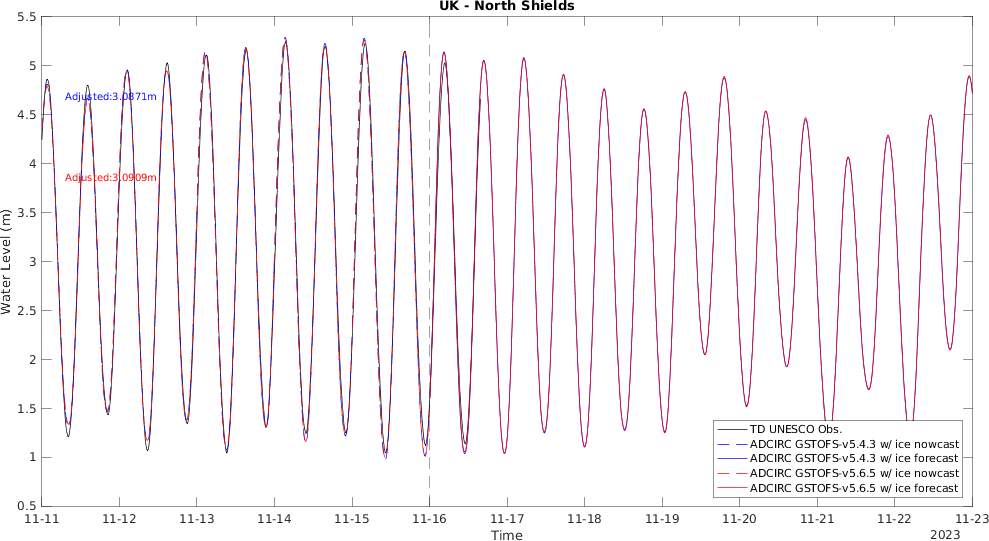 UK - North Shields
5.5
5
4.5
4
3.5
3
2.5
2
1.5
1
0.5
Water Level (m)
Adjusted:3.0871m
Adjusted:3.0909m
TD UNESCO Obs.
ADCIRC GSTOFS-v5.4.3 w/ ice nowcast
ADCIRC GSTOFS-v5.4.3 w/ ice forecast
ADCIRC GSTOFS-v5.6.5 w/ ice nowcast
ADCIRC GSTOFS-v5.6.5 w/ ice forecast
11-11 11-12 11-13 11-14 11-15 11-16 11-17 11-18 11-19 11-20 11-21 11-22 11-23
Time
2023